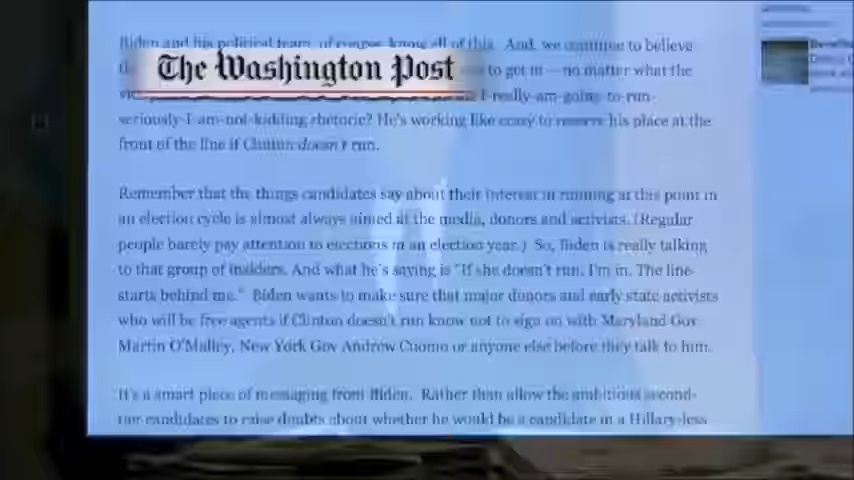 Biden and his political team, of course, know all of this. And, we continue to believe
The Washington Post
to get in — no matter what the
I-really-am-going-to-run-
seriously-I-am-not-kidding rhetoric? He's working like crazy to reserve his place at the
front of the line if Clinton doesn't run.
Remember that the things candidates say about their interest in running at this point in
an election cycle is almost always aimed at the media, donors and activists. (Regular
people barely pay attention to elections in an election year.) So, Biden is really talking
to that group of insiders. And what he's saying is "If she doesn't run, I'm in. The line
starts behind me." Biden wants to make sure that major donors and early state activists
who will be free agents if Clinton doesn't run know not to sign on with Maryland Gov
Martin O'Malley, New York Gov Andrew Cuomo or anyone else before they talk to him.
It's a smart piece of messaging from Biden. Rather than allow the ambitious second-
tier candidates to raise doubts about whether he would be a candidate in a Hillary-less